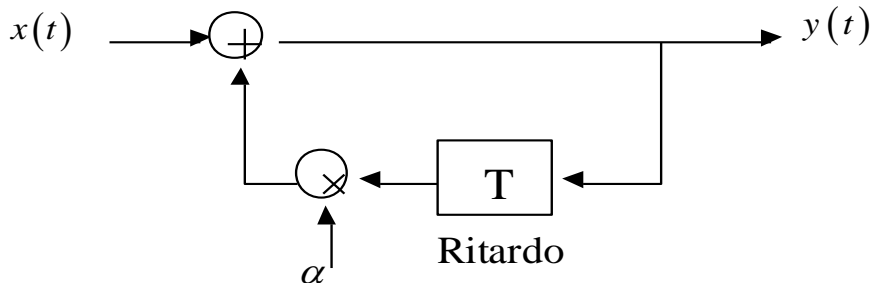 x(t)
+
y(t)
×
T
Ritardo
α